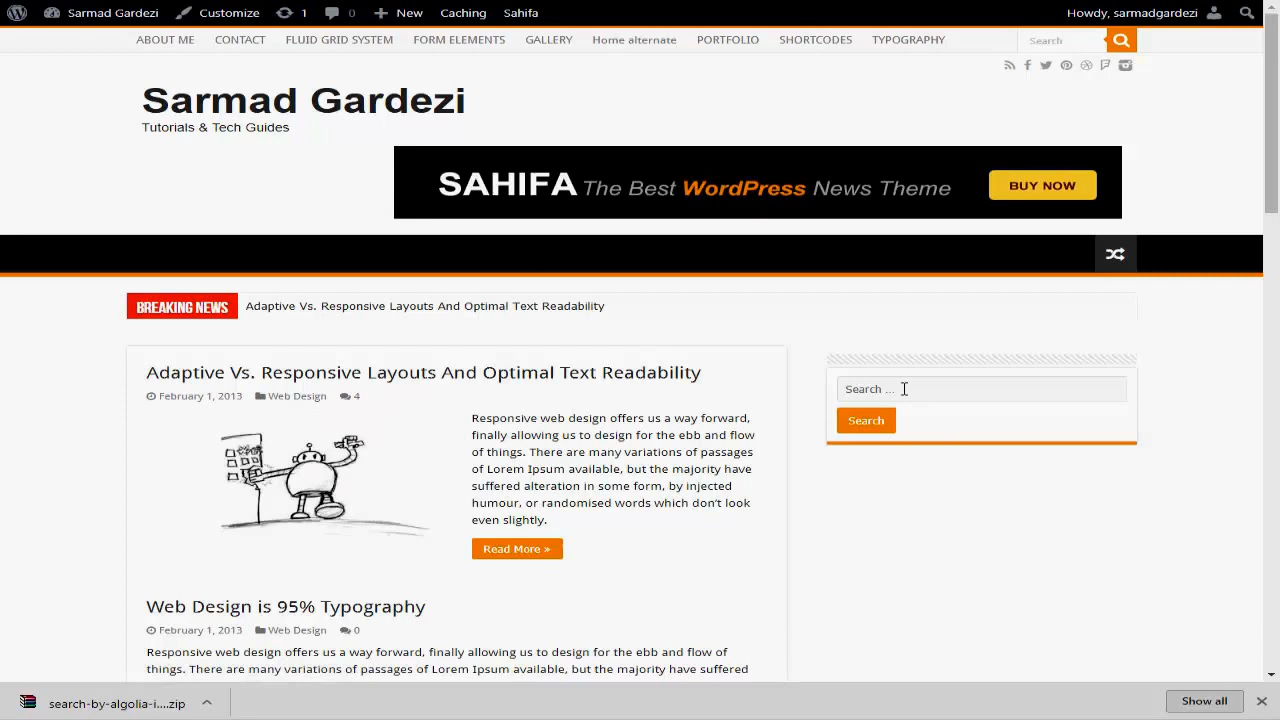 Sarmad Gardezi Customize 1 0 New Caching Sahifa Howdy, sarmadgardezi
ABOUT ME CONTACT FLUID GRID SYSTEM FORM ELEMENTS GALLERY Home alternate PORTFOLIO SHORTCODES TYPOGRAPHY Search
Sarmad Gardezi
Tutorials & Tech Guides
SAHIFA The Best WordPress News Theme BUY NOW
BREAKING NEWS Adaptive Vs. Responsive Layouts And Optimal Text Readability
Adaptive Vs. Responsive Layouts And Optimal Text Readability
February 1, 2013 Web Design 4
Responsive web design offers us a way forward,
finally allowing us to design for the ebb and flow
of things. There are many variations of passages
of Lorem Ipsum available, but the majority have
suffered alteration in some form, by injected
humour, or randomised words which don't look
even slightly.
Read More »
Web Design is 95% Typography
February 1, 2013 Web Design 0
Responsive web design offers us a way forward, finally allowing us to design for the ebb and flow of
things. There are many variations of passages of Lorem Ipsum available, but the majority have suffered
Search ...
Search
search-by-algolia-i....zip Show all